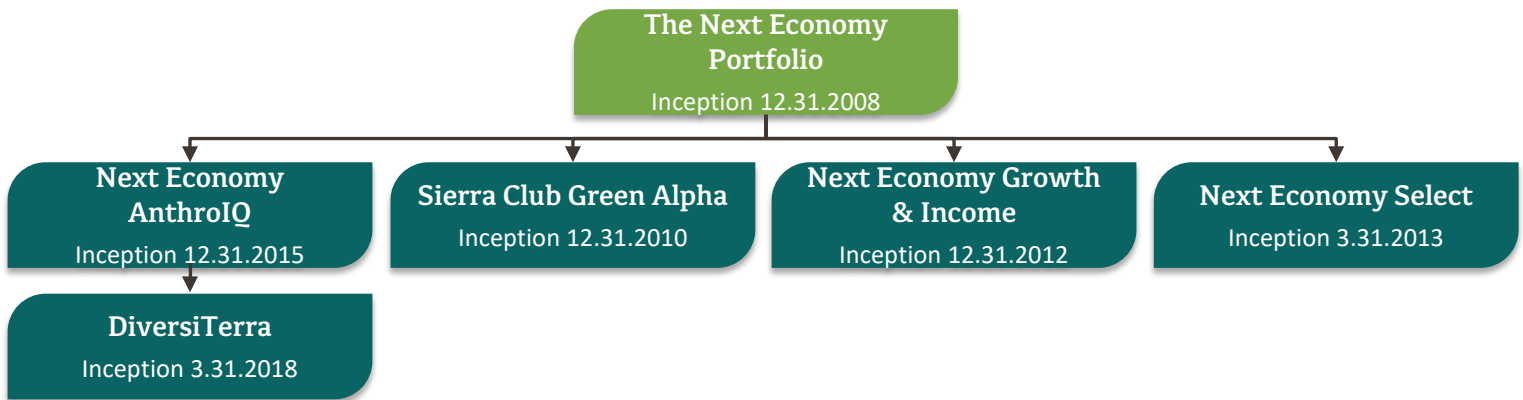 The Next Economy
Portfolio
Inception 12.31.2008
Next Economy
AnthroIQ
Inception 12.31.2015
Sierra Club Green Alpha
Inception 12.31.2010
Next Economy Growth
& Income
Inception 12.31.2012
Next Economy Select
Inception 3.31.2013
DiversiTerra
Inception 3.31.2018